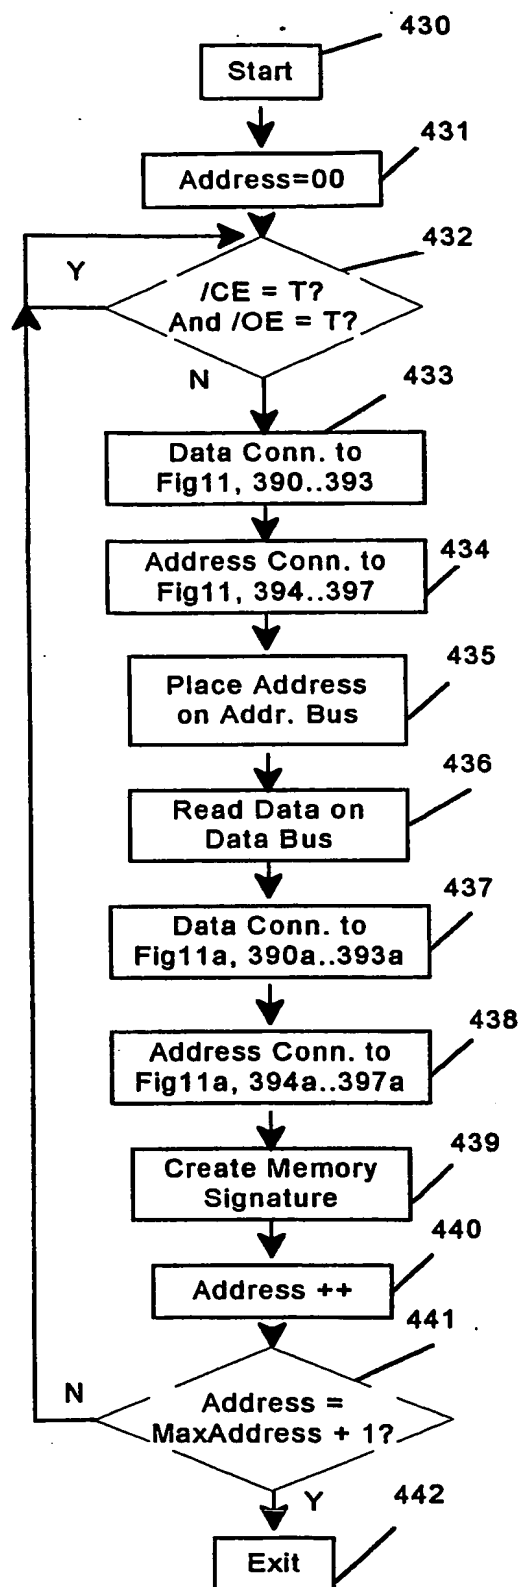 430
Start
431
Address=00
432
Y
/CE = T?
And /OE = T?
N
433
Data Conn. to
Fig11, 390..393
434
Address Conn. to
Fig11, 394..397
435
Place Address
on Addr. Bus
436
Read Data on
Data Bus
437
Data Conn. to
Fig11a, 390a..393a
438
Address Conn. to
Fig11a, 394a..397a
439
Create Memory
Signature
440
Address ++
441
N
Address =
MaxAddress + 1?
Y
442
Exit